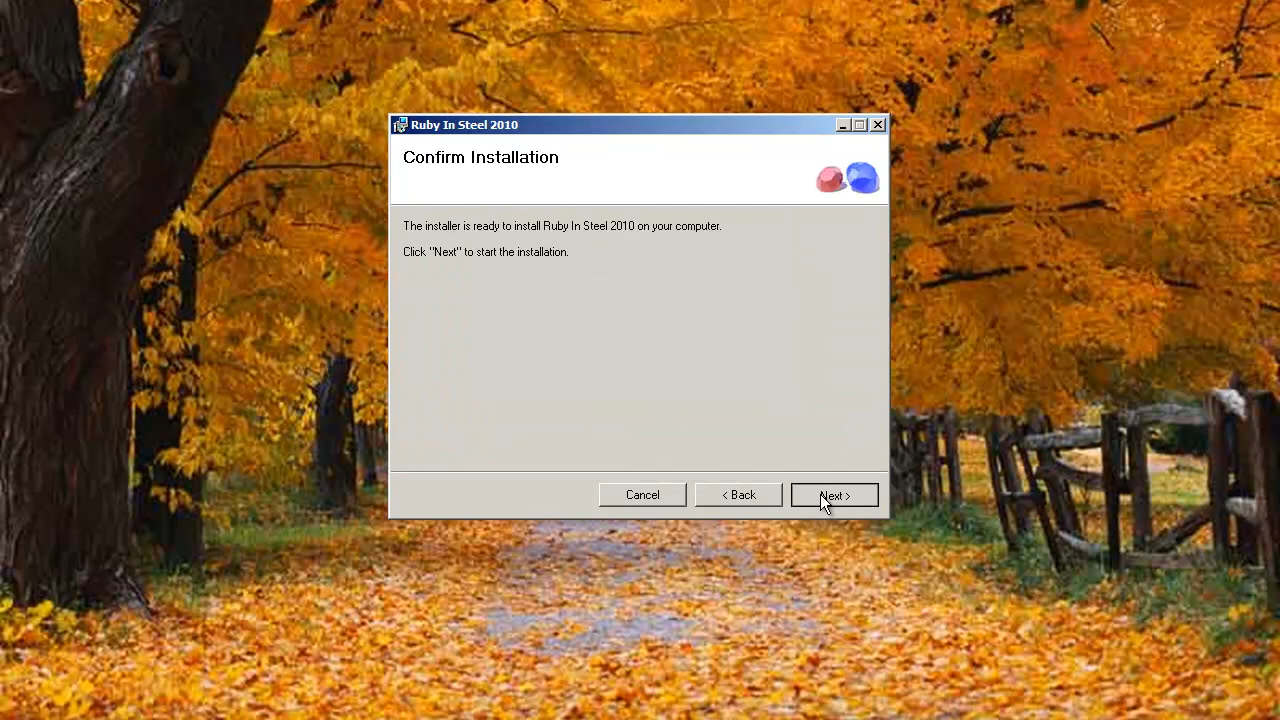 Ruby In Steel 2010
Confirm Installation
The installer is ready to install Ruby In Steel 2010 on your computer.
Click "Next" to start the installation.
Cancel
< Back
Next >